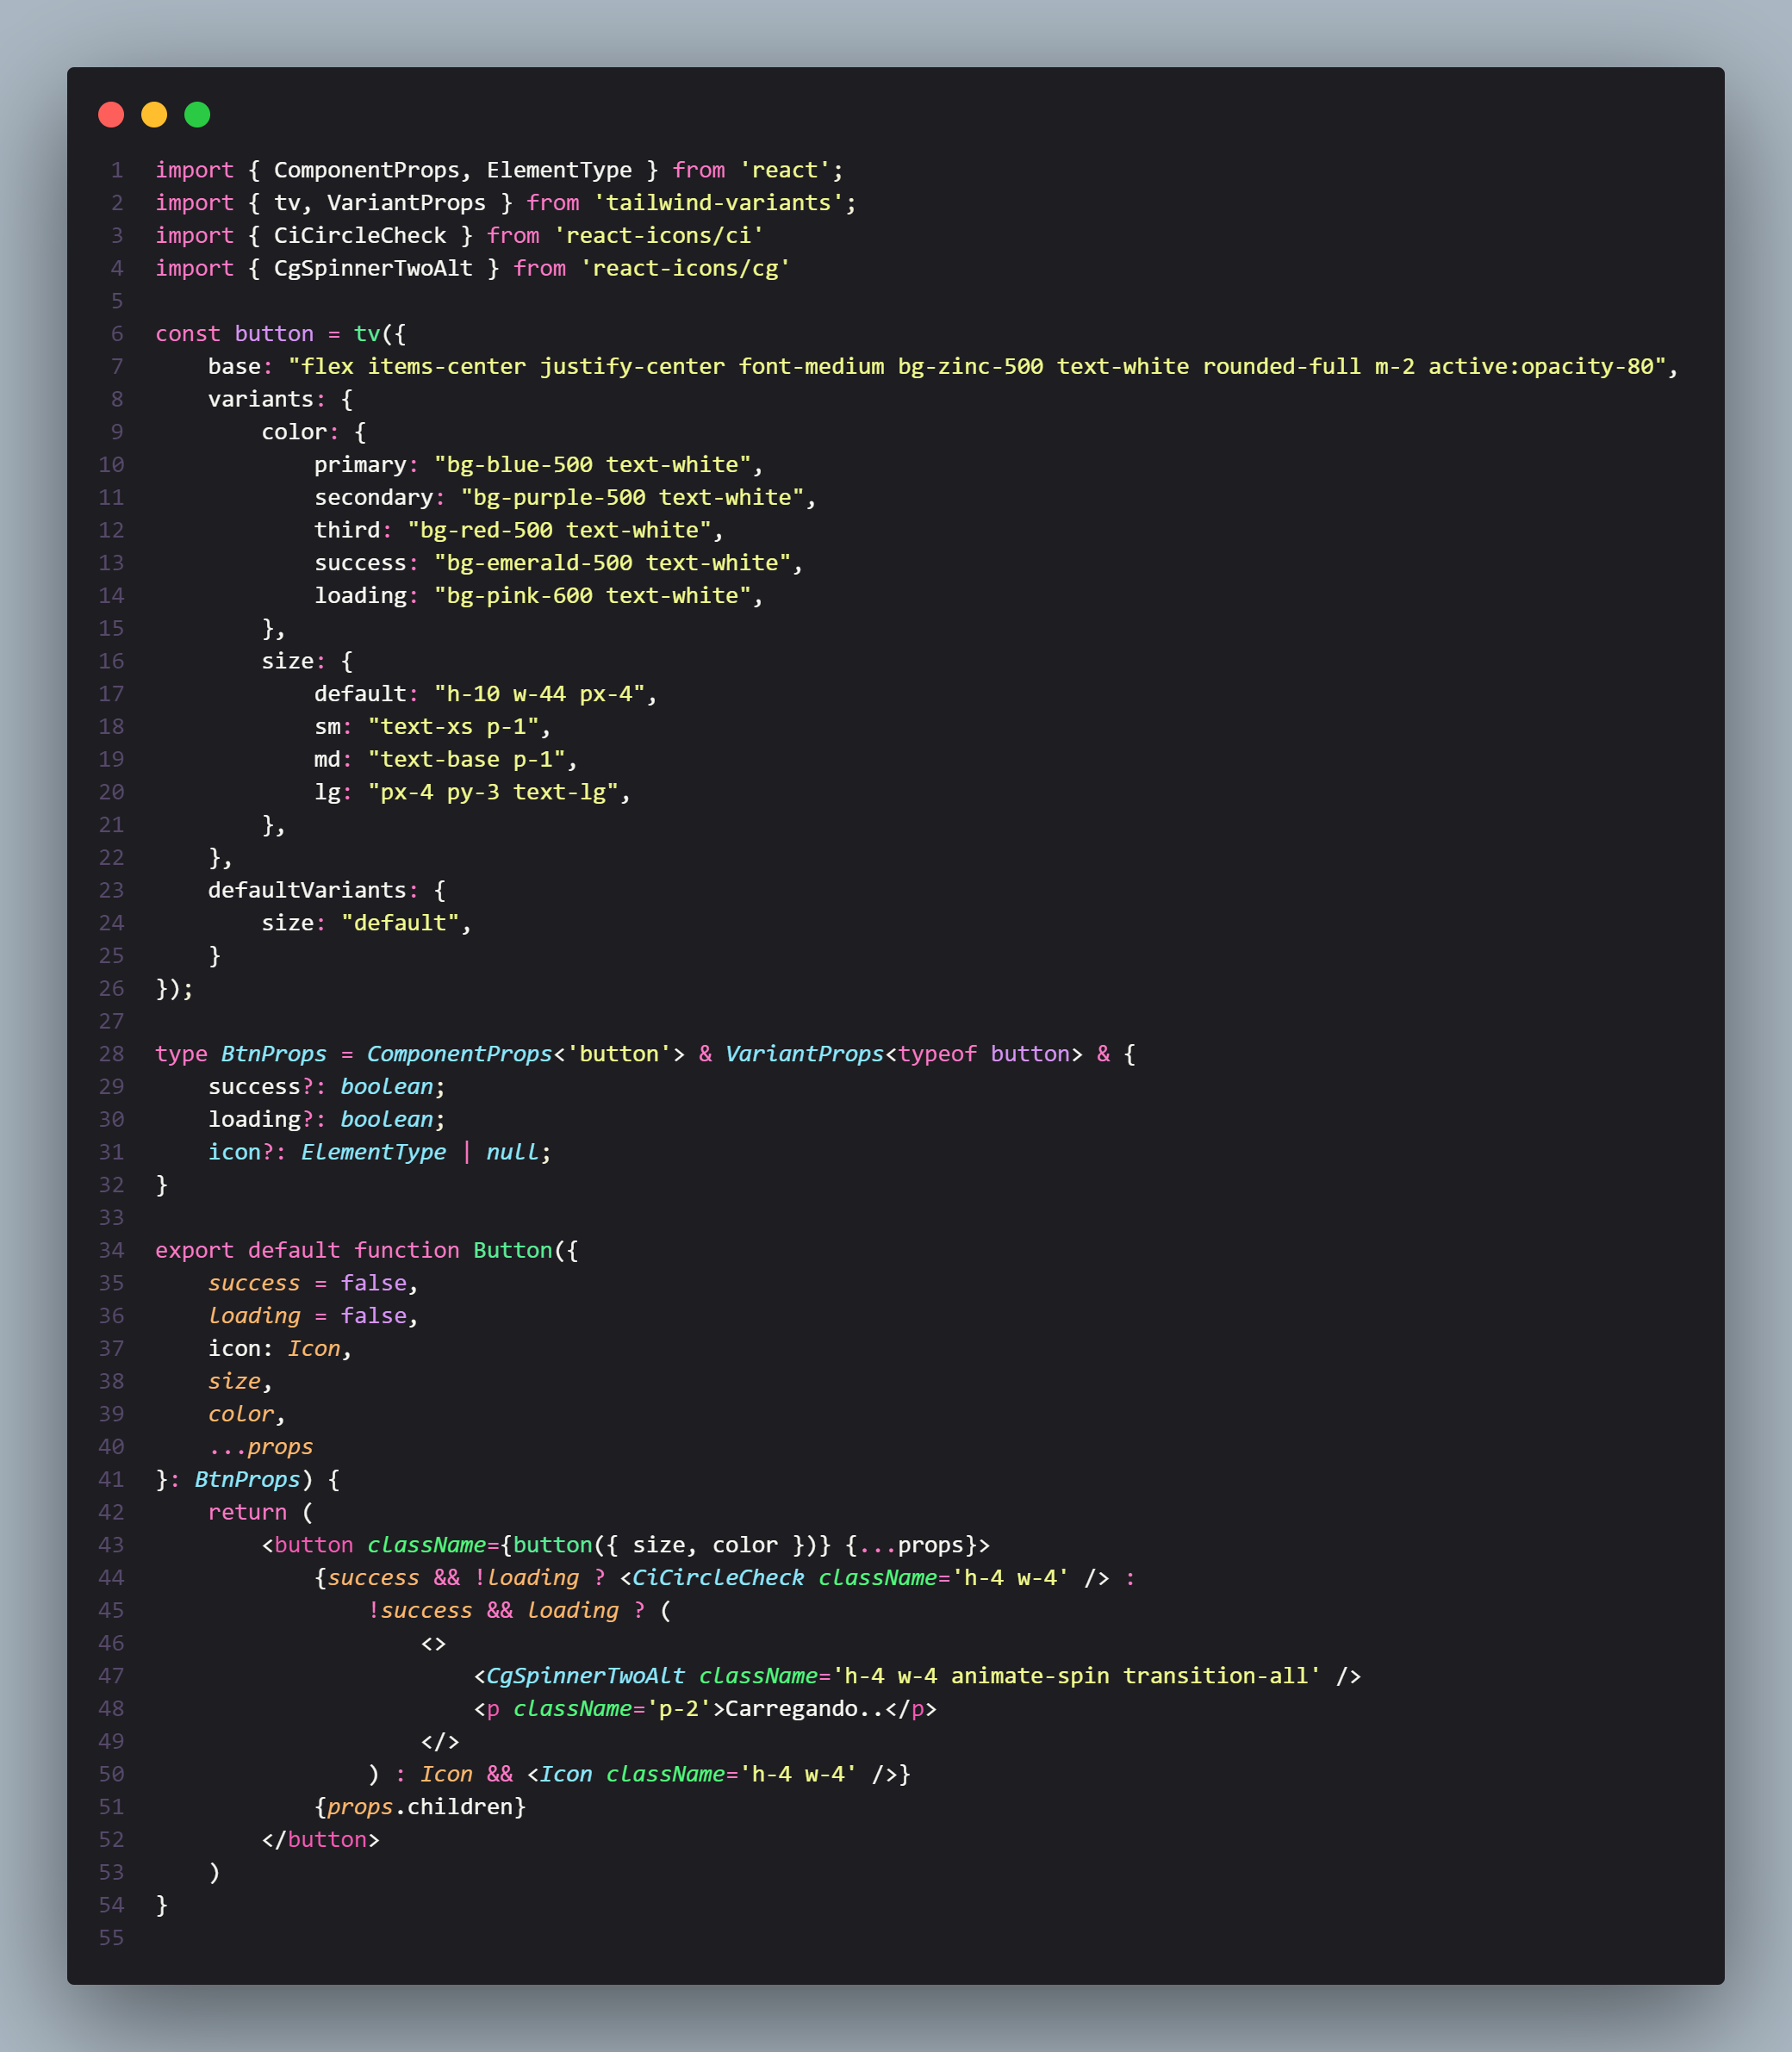 1 import { ComponentProps, ElementType } from 'react';
2 import { tv, VariantProps } from 'tailwind-variants';
3 import { CiCircleCheck } from 'react-icons/ci'
4 import { CgSpinnerTwoAlt } from 'react-icons/cg'
5
6 const button = tv({
7     base: "flex items-center justify-center font-medium bg-zinc-500 text-white rounded-full m-2 active:opacity-80",
8     variants: {
9         color: {
10             primary: "bg-blue-500 text-white",
11             secondary: "bg-purple-500 text-white",
12             third: "bg-red-500 text-white",
13             success: "bg-emerald-500 text-white",
14             loading: "bg-pink-600 text-white",
15         },
16         size: {
17             default: "h-10 w-44 px-4",
18             sm: "text-xs p-1",
19             md: "text-base p-1",
20             lg: "px-4 py-3 text-lg",
21         },
22     },
23     defaultVariants: {
24         size: "default",
25     }
26 });
27
28 type BtnProps = ComponentProps<'button'> & VariantProps<typeof button> & {
29     success?: boolean;
30     loading?: boolean;
31     icon?: ElementType | null;
32 }
33
34 export default function Button({
35     success = false,
36     loading = false,
37     icon: Icon,
38     size,
39     color,
40     ...props
41 }: BtnProps) {
42     return (
43         <button className={button({ size, color })} {...props}>
44             {success && !loading ? <CiCircleCheck className='h-4 w-4' /> :
45                 !success && loading ? (
46                     <>
47                         <CgSpinnerTwoAlt className='h-4 w-4 animate-spin transition-all' />
48                         <p className='p-2'>Carregando..</p>
49                     </>
50                 ) : Icon && <Icon className='h-4 w-4' />}
51             {props.children}
52         </button>
53     )
54 }
55